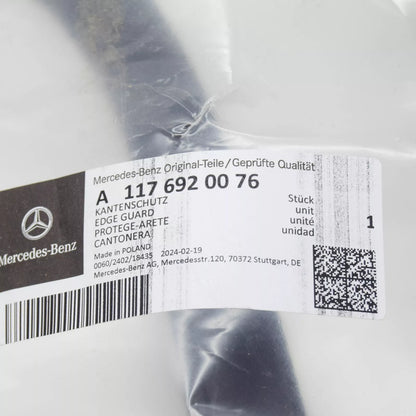 Mercedes-Benz Original-Teile/Geprüfte Qualität
A 117 692 00 76
KANTENSCHUTZ
EDGE GUARD
PROTEGE-ARETE
CANTONERA
Stück
unit
unité
unidad
1
Made in POLAND
0060/2402/18435 2024-02-19
Mercedes-Benz AG, Mercedesstr.120, 70372 Stuttgart, DE
Mercedes-Benz